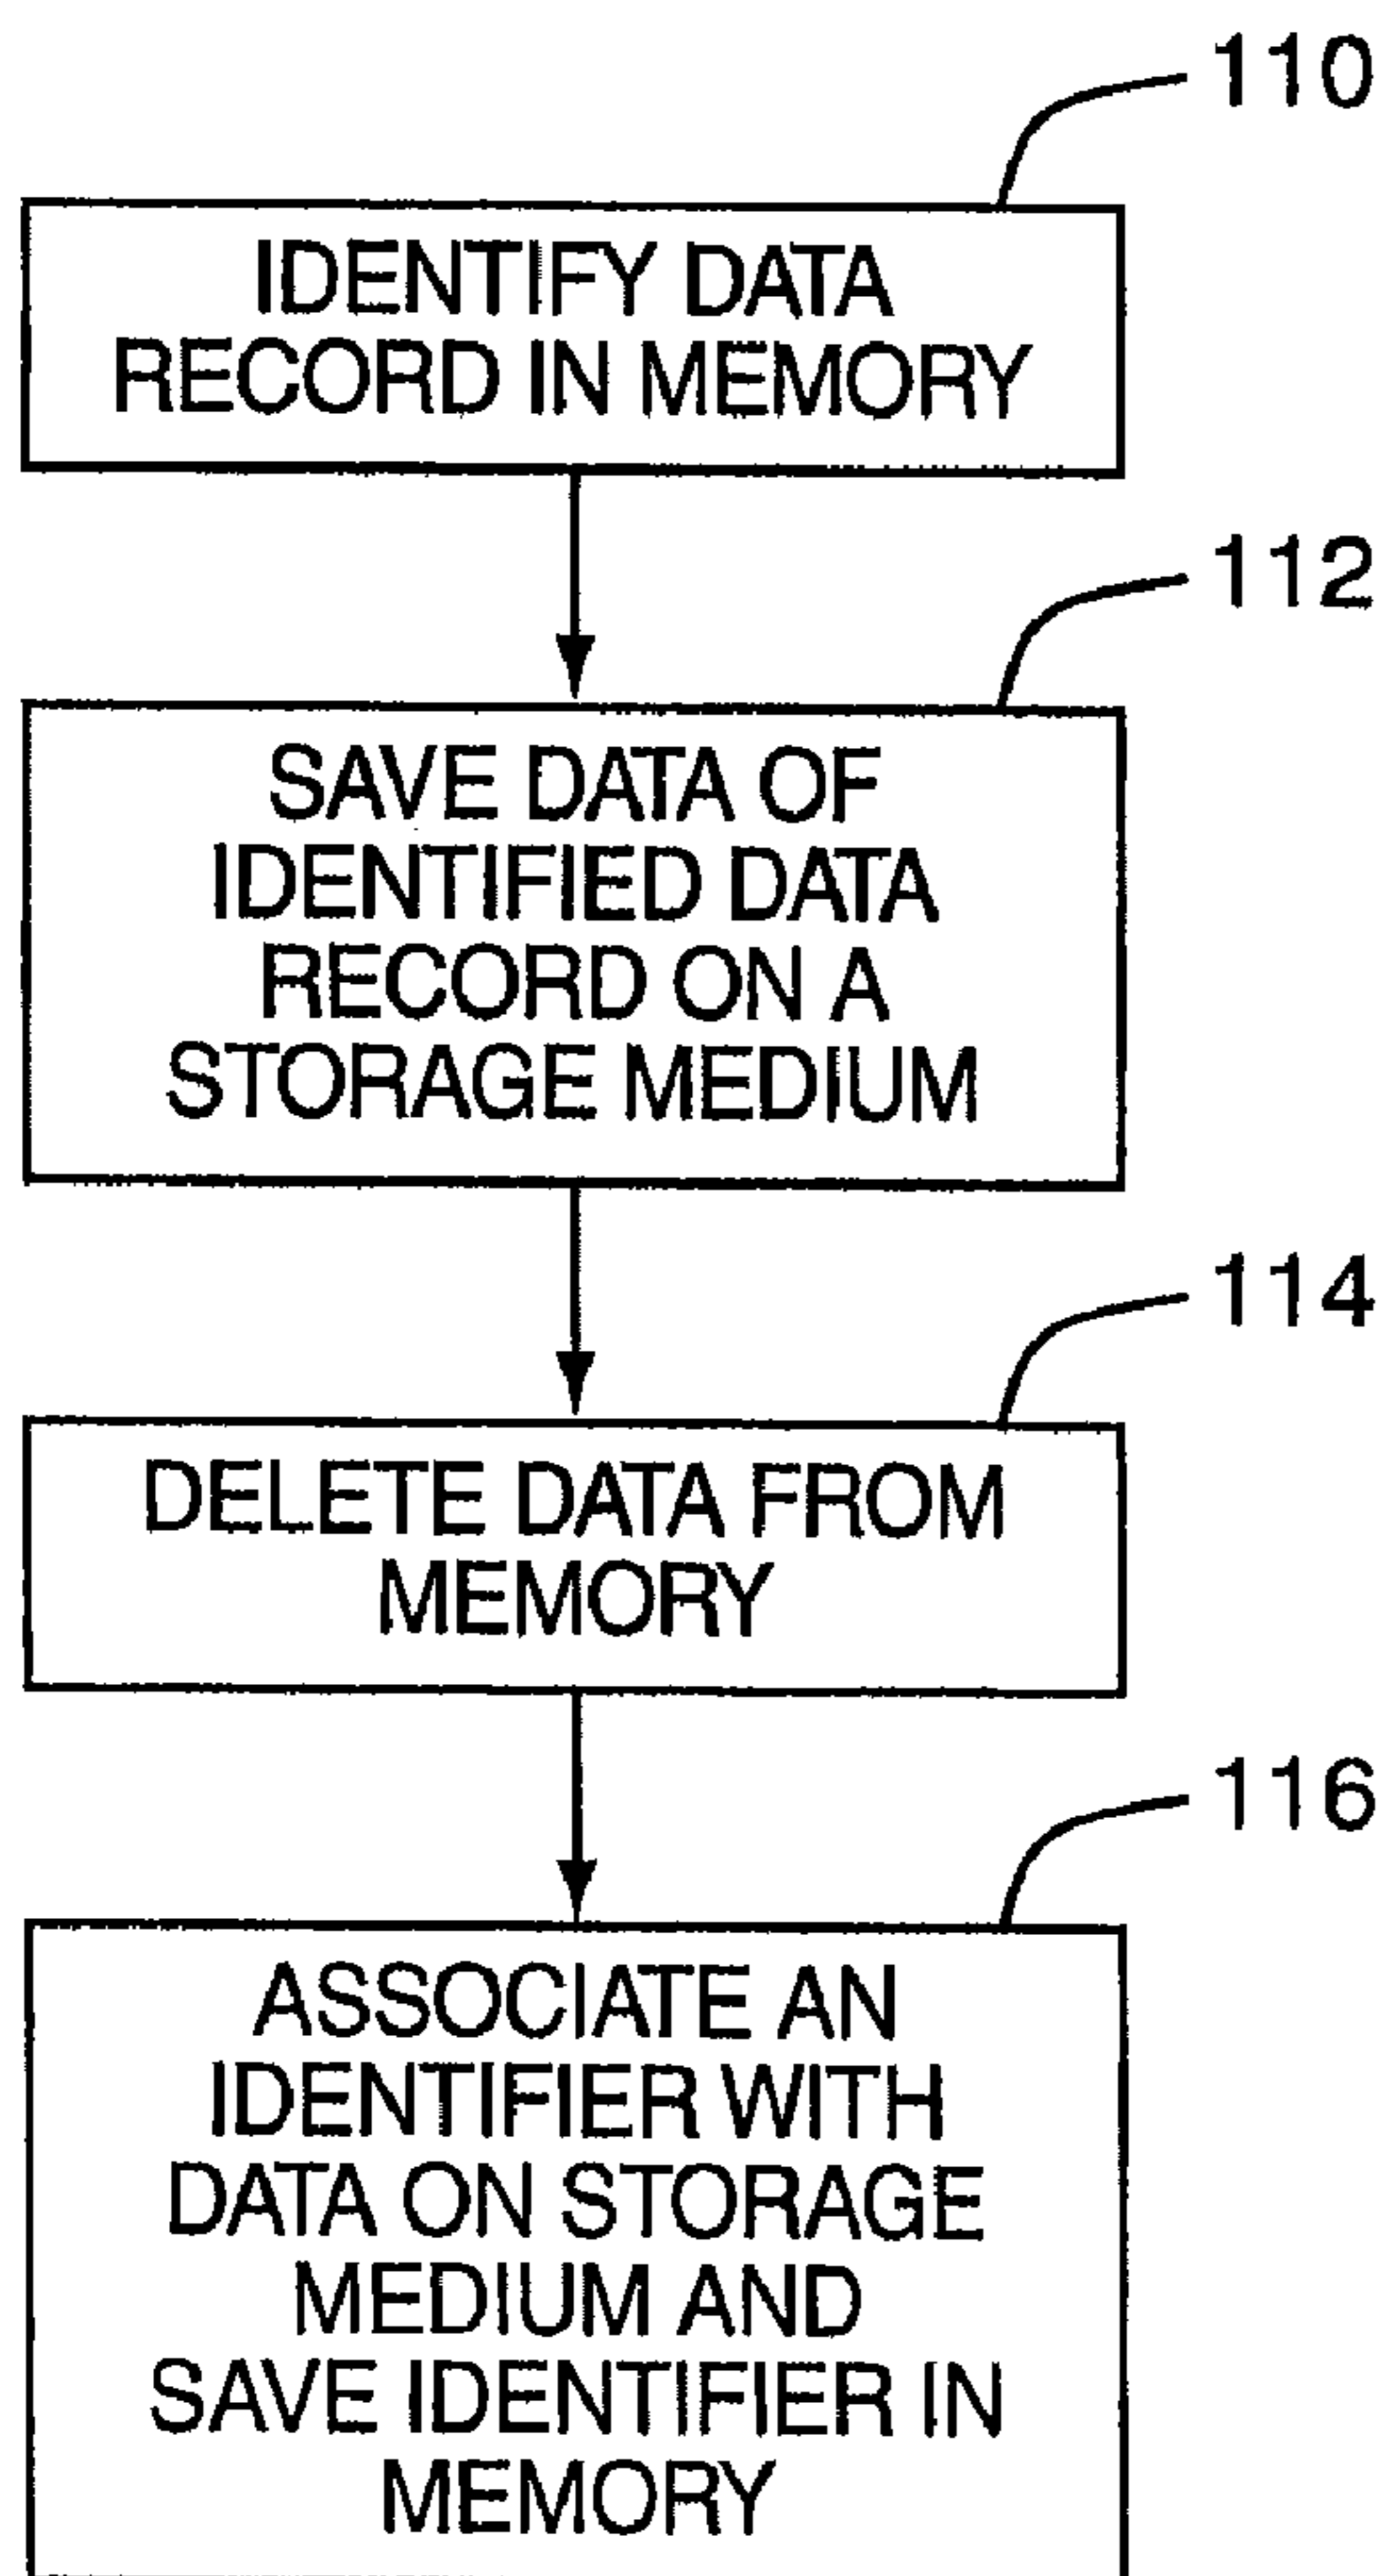 110
IDENTIFY DATA
RECORD IN MEMORY
112
SAVE DATA OF
IDENTIFIED DATA
RECORD ON A
STORAGE MEDIUM
114
DELETE DATA FROM
MEMORY
116
ASSOCIATE AN
IDENTIFIER WITH
DATA ON STORAGE
MEDIUM AND
SAVE IDENTIFIER IN
MEMORY